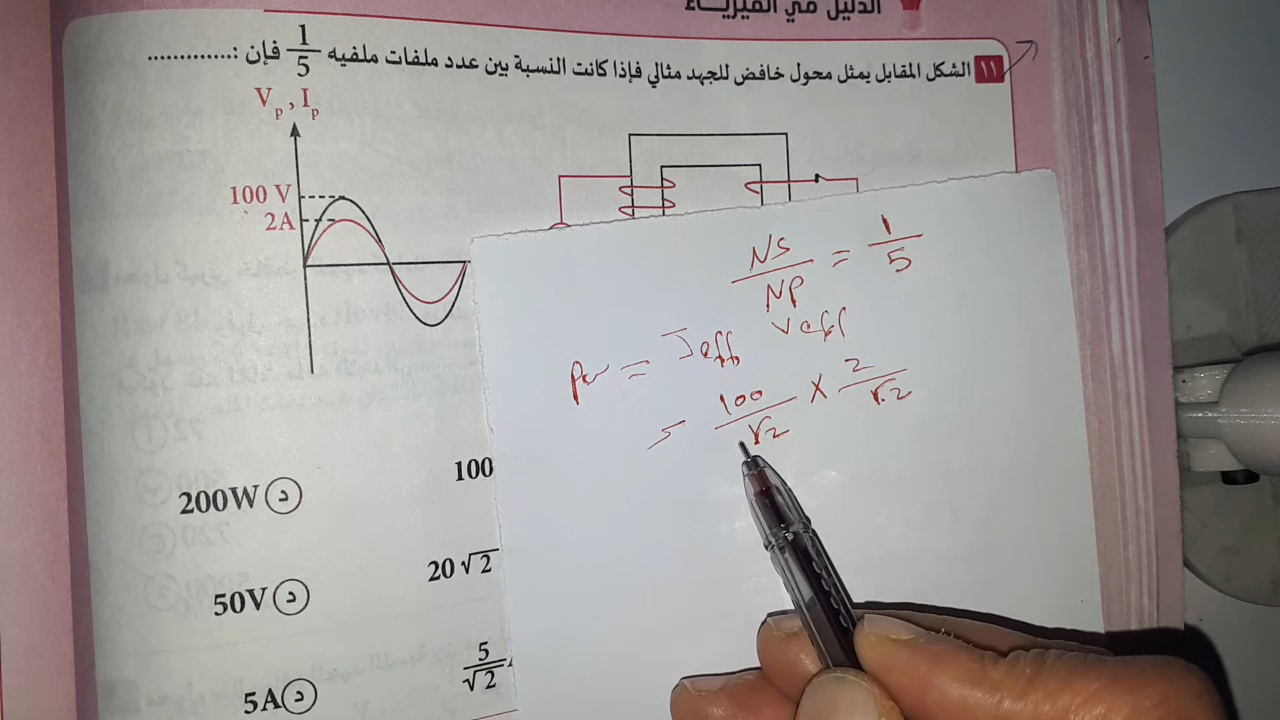 الدليل في الفيزياء
١١ الشكل المقابل يمثل محول خافض للجهد مثالي فإذا كانت النسبة بين عدد ملفات ملفيه 1/5 فإن :.............
Vp , Ip
100 V
2A
NS/NP = 1/5
Pw = Ieff Veff
= 100/√2 × 2/√2
100
د 200W
20√2
د 50V
5/√2
د 5A